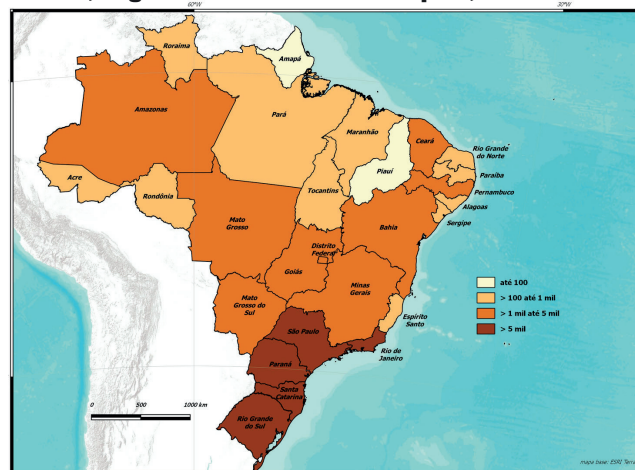 60°W
30°W
Roraima
Amapá
Amazonas
Pará
Maranhão
Ceará
Rio Grande
do Norte
Piauí
Paraíba
Acre
Tocantins
Pernambuco
Rondônia
Alagoas
Sergipe
Mato
Grosso
Bahia
Distrito
Federal
Goiás
Minas
Gerais
Mato
Grosso
do Sul
Espírito
Santo
São Paulo
Rio de
Janeiro
Paraná
Santa
Catarina
Rio Grande
do Sul
até 100
> 100 até 1 mil
> 1 mil até 5 mil
> 5 mil
0 500 1000 km
mapa base: ESRI